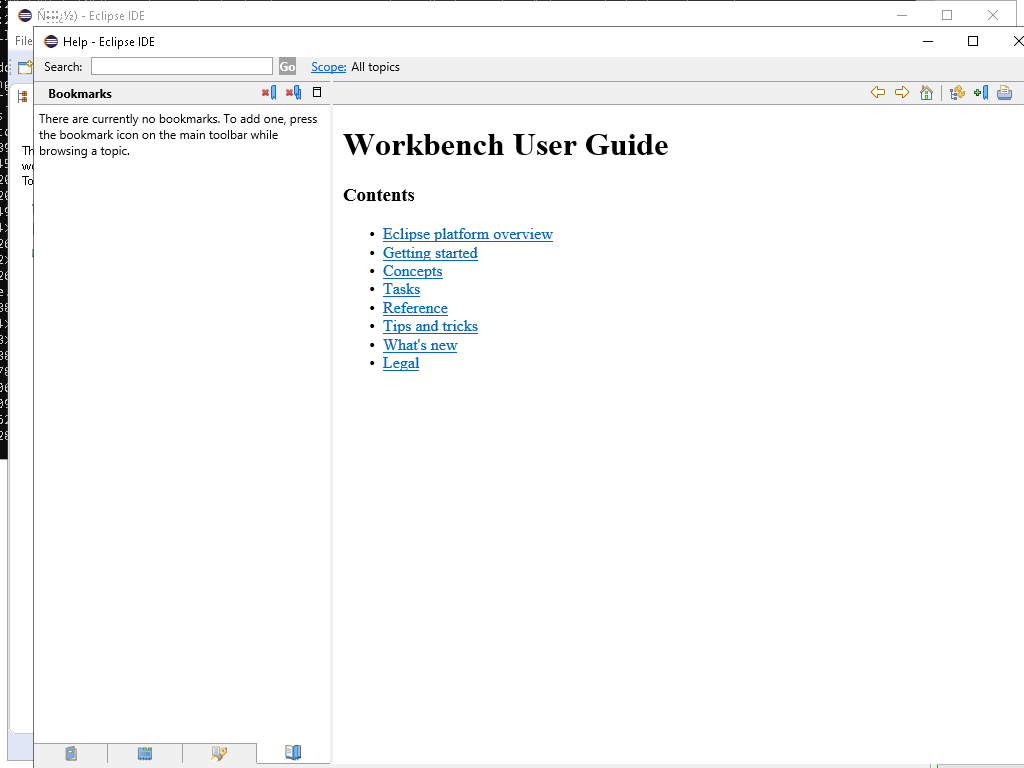 - Eclipse IDE
File
Help - Eclipse IDE
Search:
Go
Scope: All topics
Bookmarks
There are currently no bookmarks. To add one, press
the bookmark icon on the main toolbar while
browsing a topic.
Th
To
Workbench User Guide
Contents
• Eclipse platform overview
• Getting started
• Concepts
• Tasks
• Reference
• Tips and tricks
• What's new
• Legal